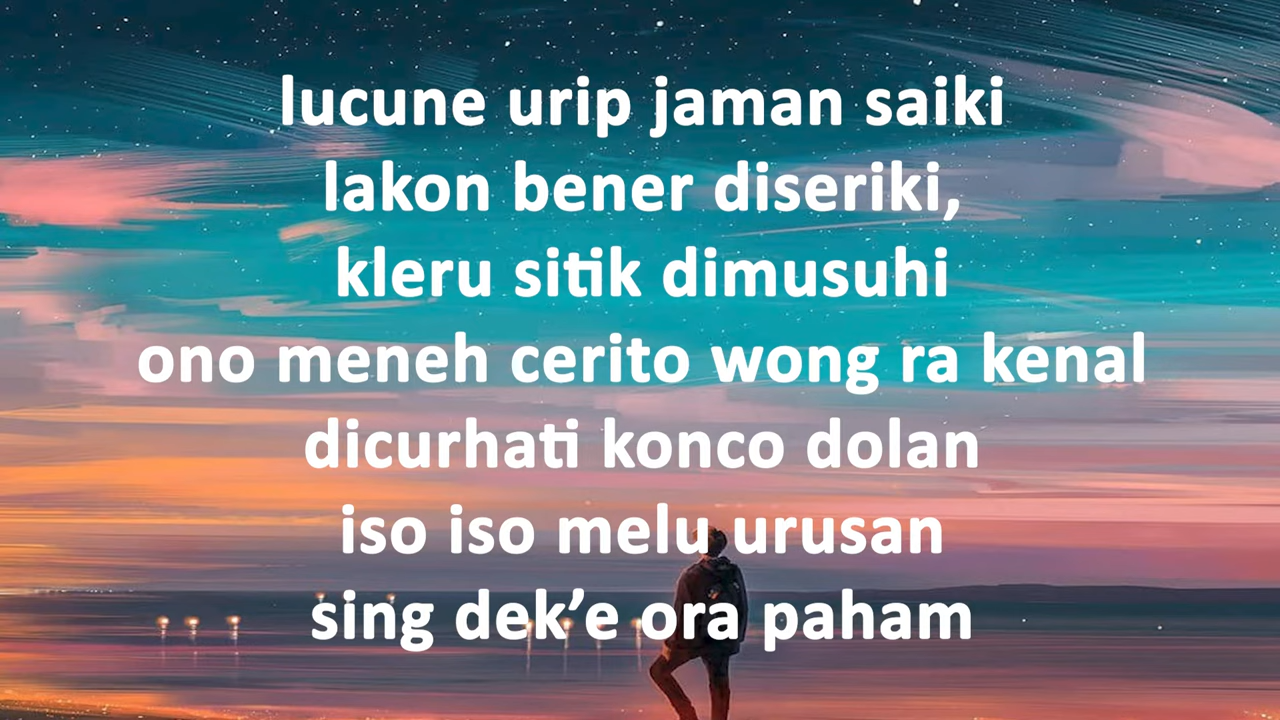 lucune urip jaman saiki
lakon bener diseriki,
kleru sitik dimusuhi
ono meneh cerito wong ra kenal
dicurhati konco dolan
iso iso melu urusan
sing dek’e ora paham